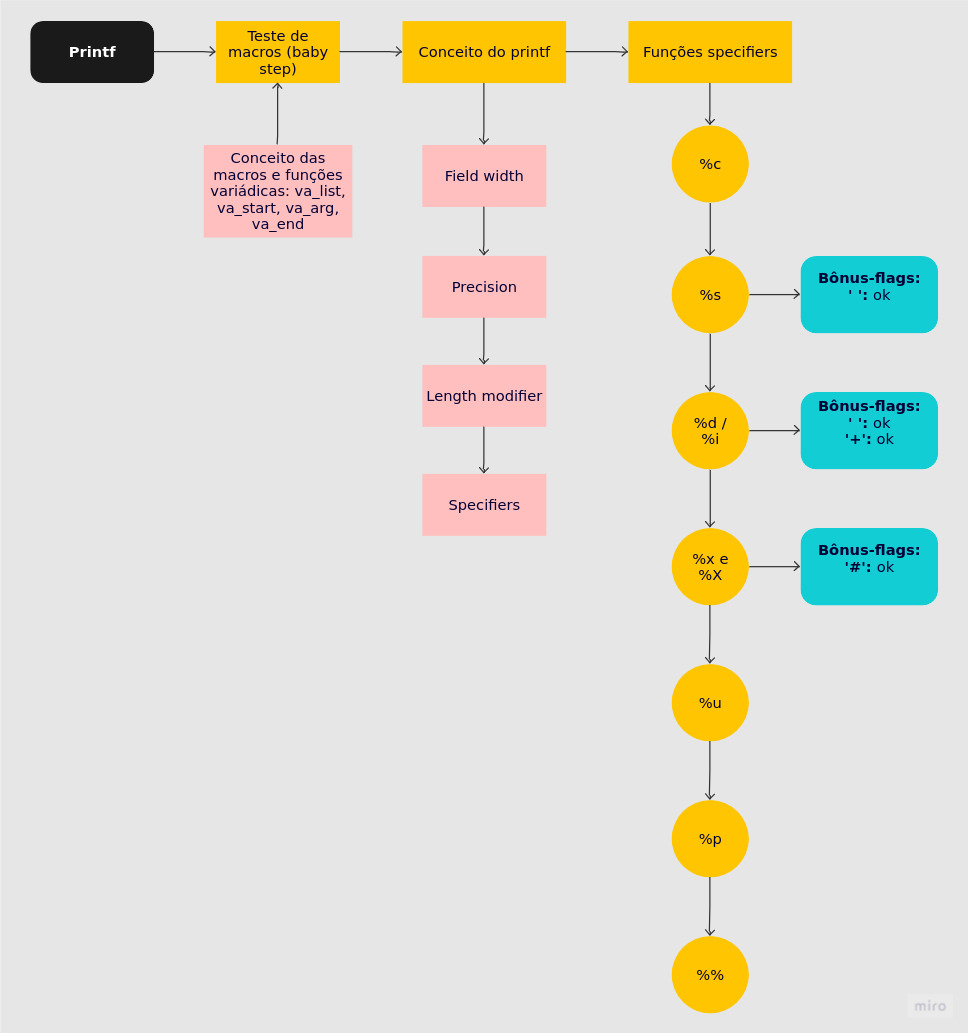 Printf
Teste de
macros (baby
step)
Conceito do printf
Funções specifiers
Conceito das
macros e funções
variádicas: va_list,
va_start, va_arg,
va_end
Field width
Precision
Length modifier
Specifiers
%c
%s
Bônus-flags:
' ': ok
%d /
%i
Bônus-flags:
' ': ok
'+': ok
%x e
%X
Bônus-flags:
'#': ok
%u
%p
%%
miro